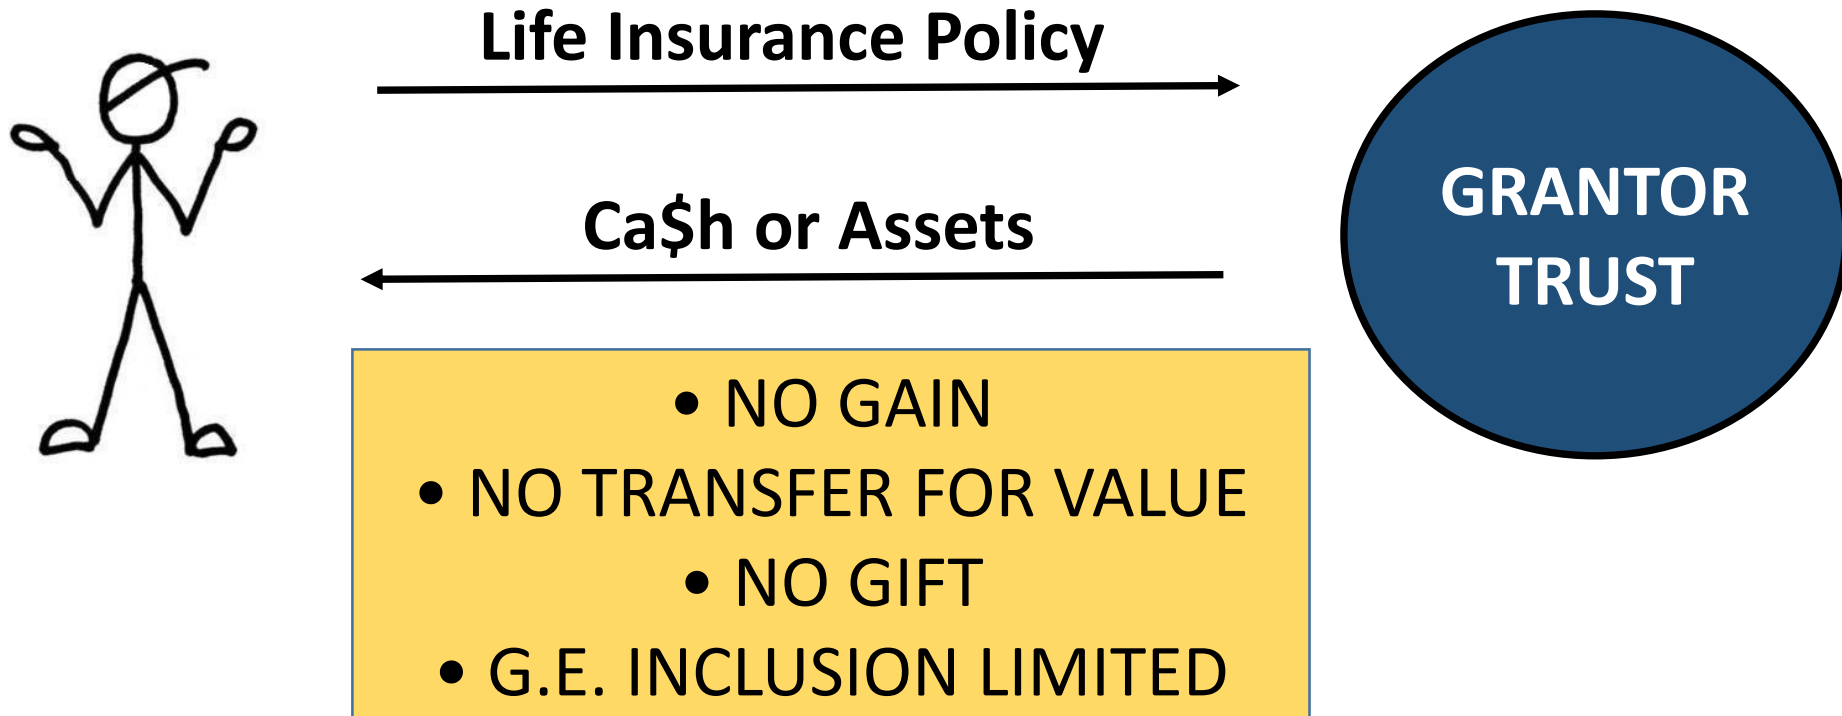 Life Insurance Policy
Ca$h or Assets
GRANTOR
TRUST
• NO GAIN
• NO TRANSFER FOR VALUE
• NO GIFT
• G.E. INCLUSION LIMITED